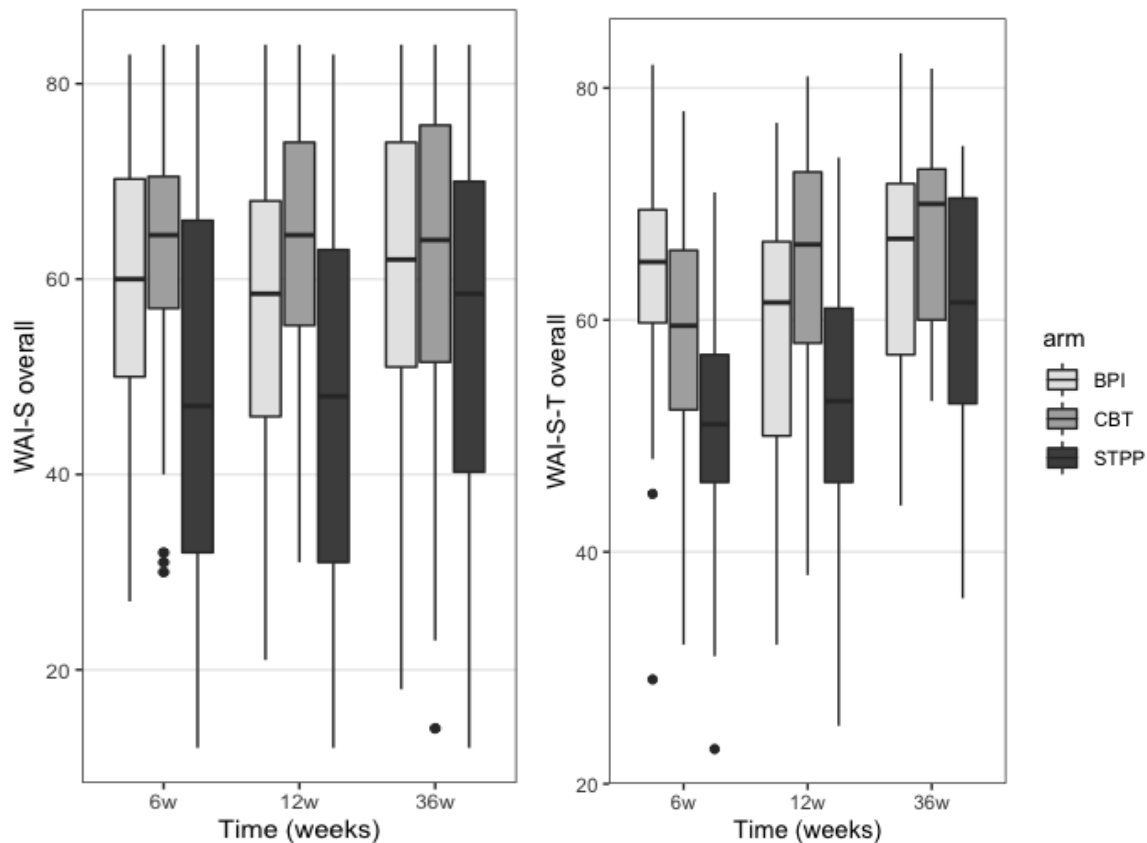 WAI-S overall
80
60
40
20
6w
12w
36w
Time (weeks)
WAI-S-T overall
80
60
40
20
6w
12w
36w
Time (weeks)
arm
BPI
CBT
STPP